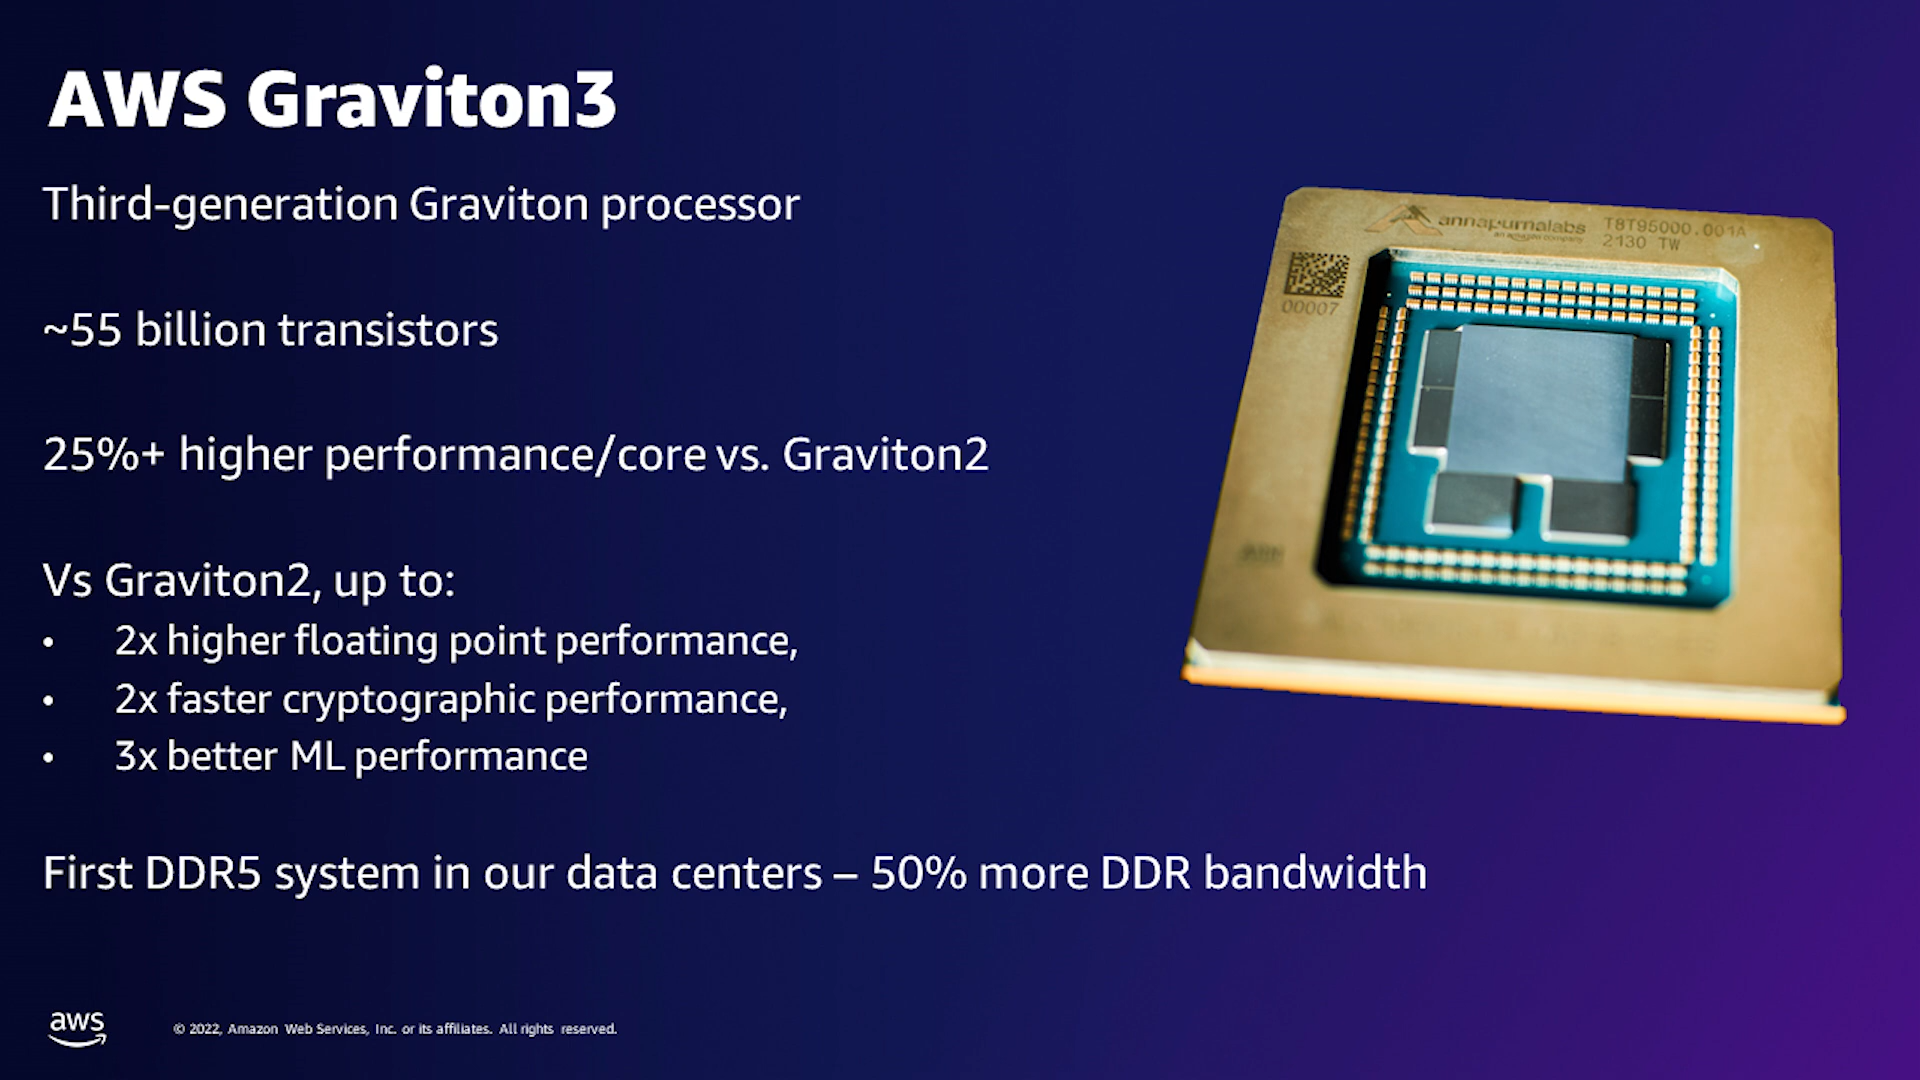 AWS Graviton3
Third-generation Graviton processor
~55 billion transistors
25%+ higher performance/core vs. Graviton2
Vs Graviton2, up to:
• 2x higher floating point performance,
• 2x faster cryptographic performance,
• 3x better ML performance
First DDR5 system in our data centers – 50% more DDR bandwidth
annapurnalabs
an amazon company
T8T95000.001A
2130 TW
00007
aws
© 2022, Amazon Web Services, Inc. or its affiliates. All rights reserved.